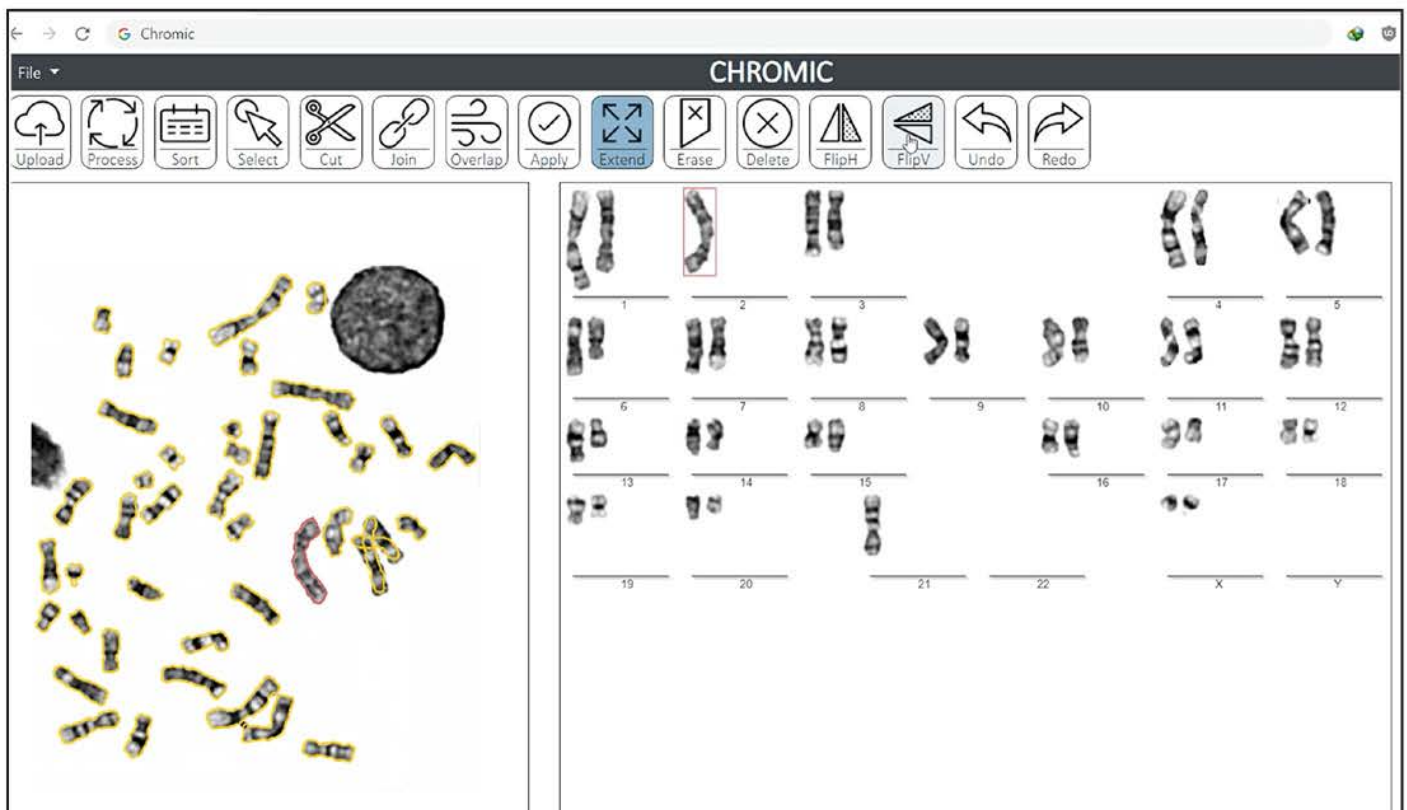 Chromic
File
CHROMIC
Upload Process Sort Select Cut Join Overlap Apply Extend Erase Delete FlipH FlipV Undo Redo
1 2 3 4 5
6 7 8 9 10 11 12
13 14 15 16 17 18
19 20 21 22 X Y